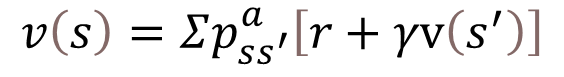 v(s) = Σp^a_{ss′}[r + γv(s′)]